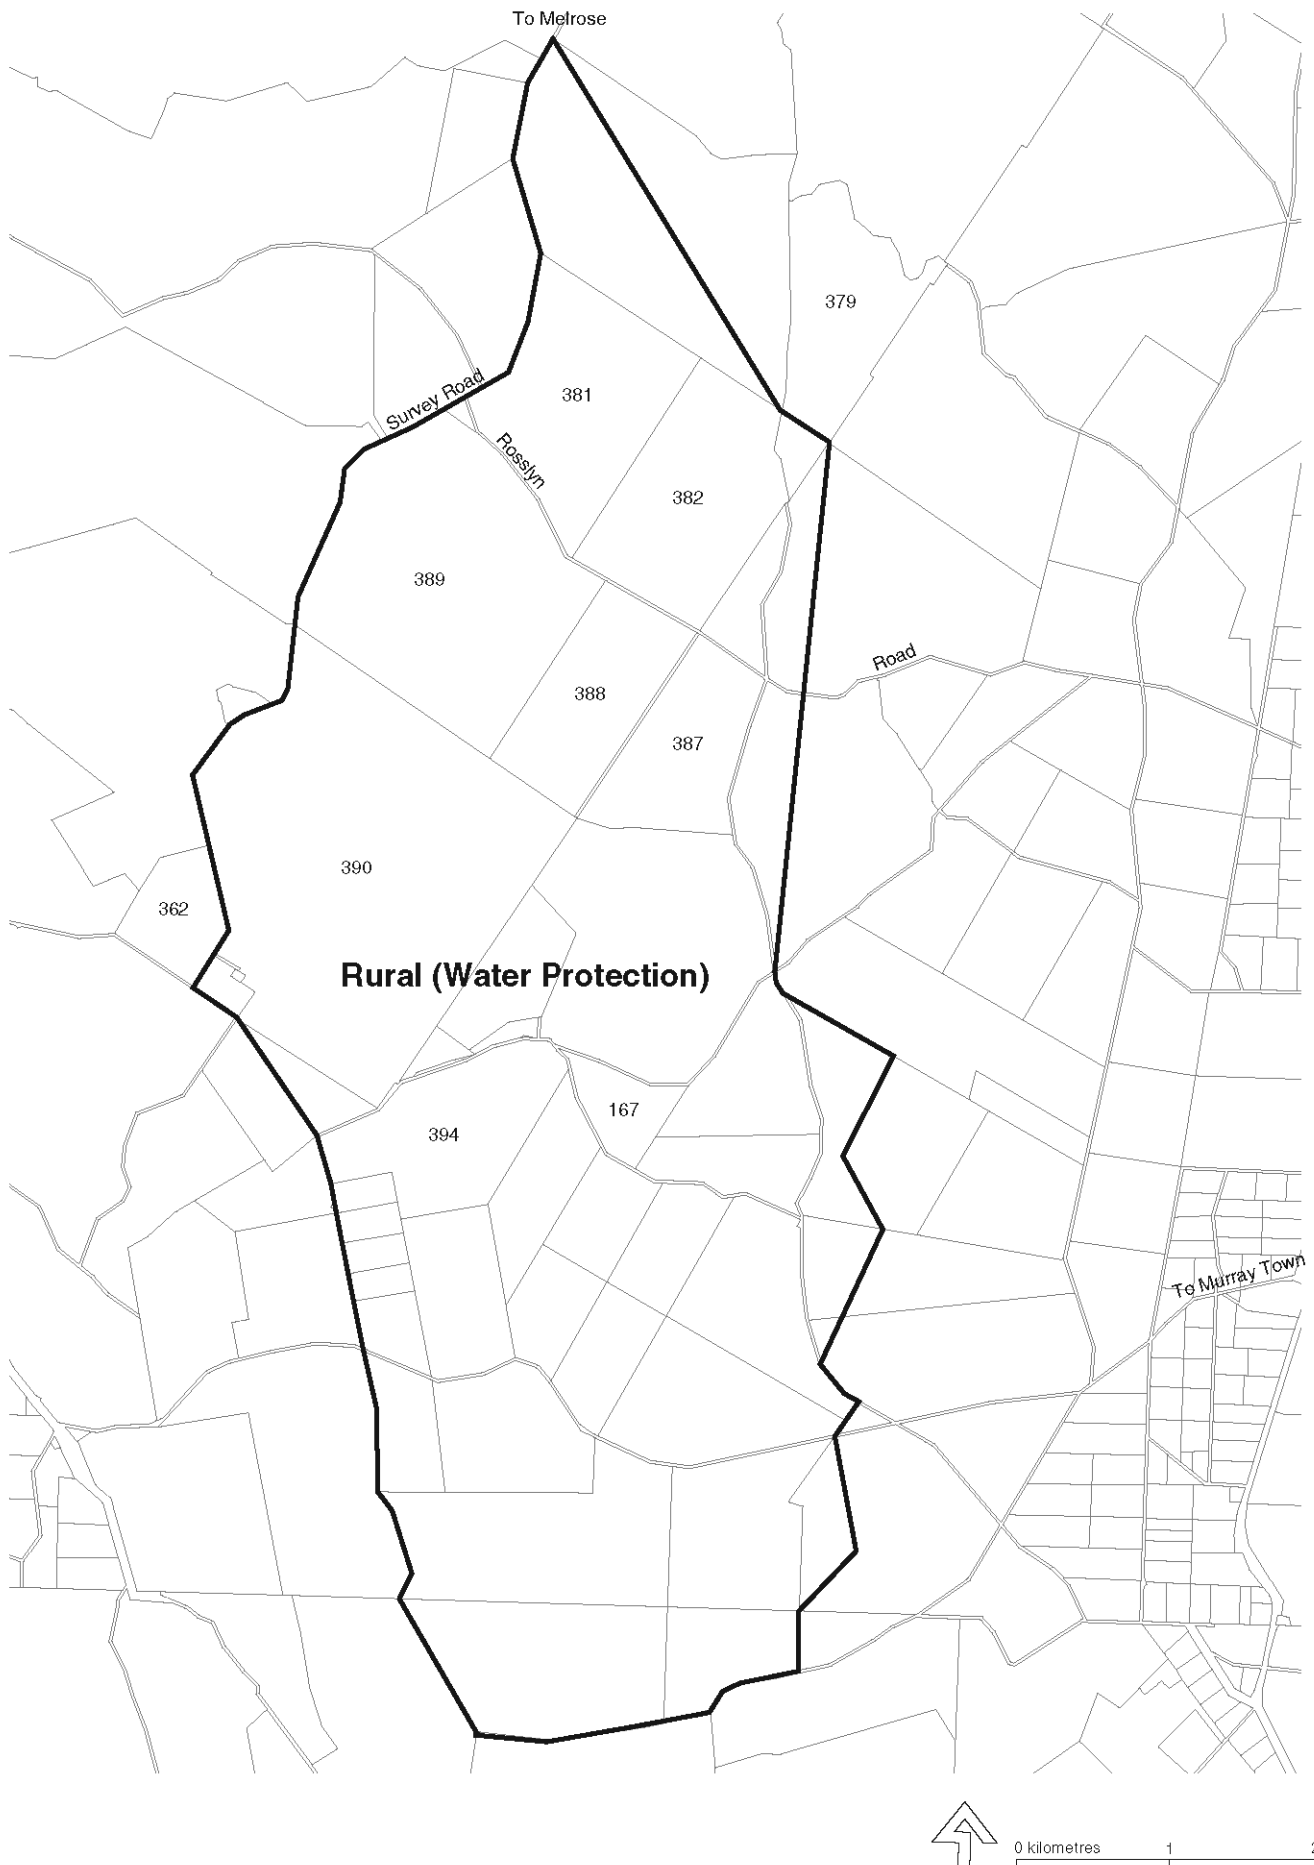 To Melrose
379
Survey Road
381
Rosslyn
382
389
Road
388
387
390
362
Rural (Water Protection)
167
394
To Murray Town
0 kilometres 1